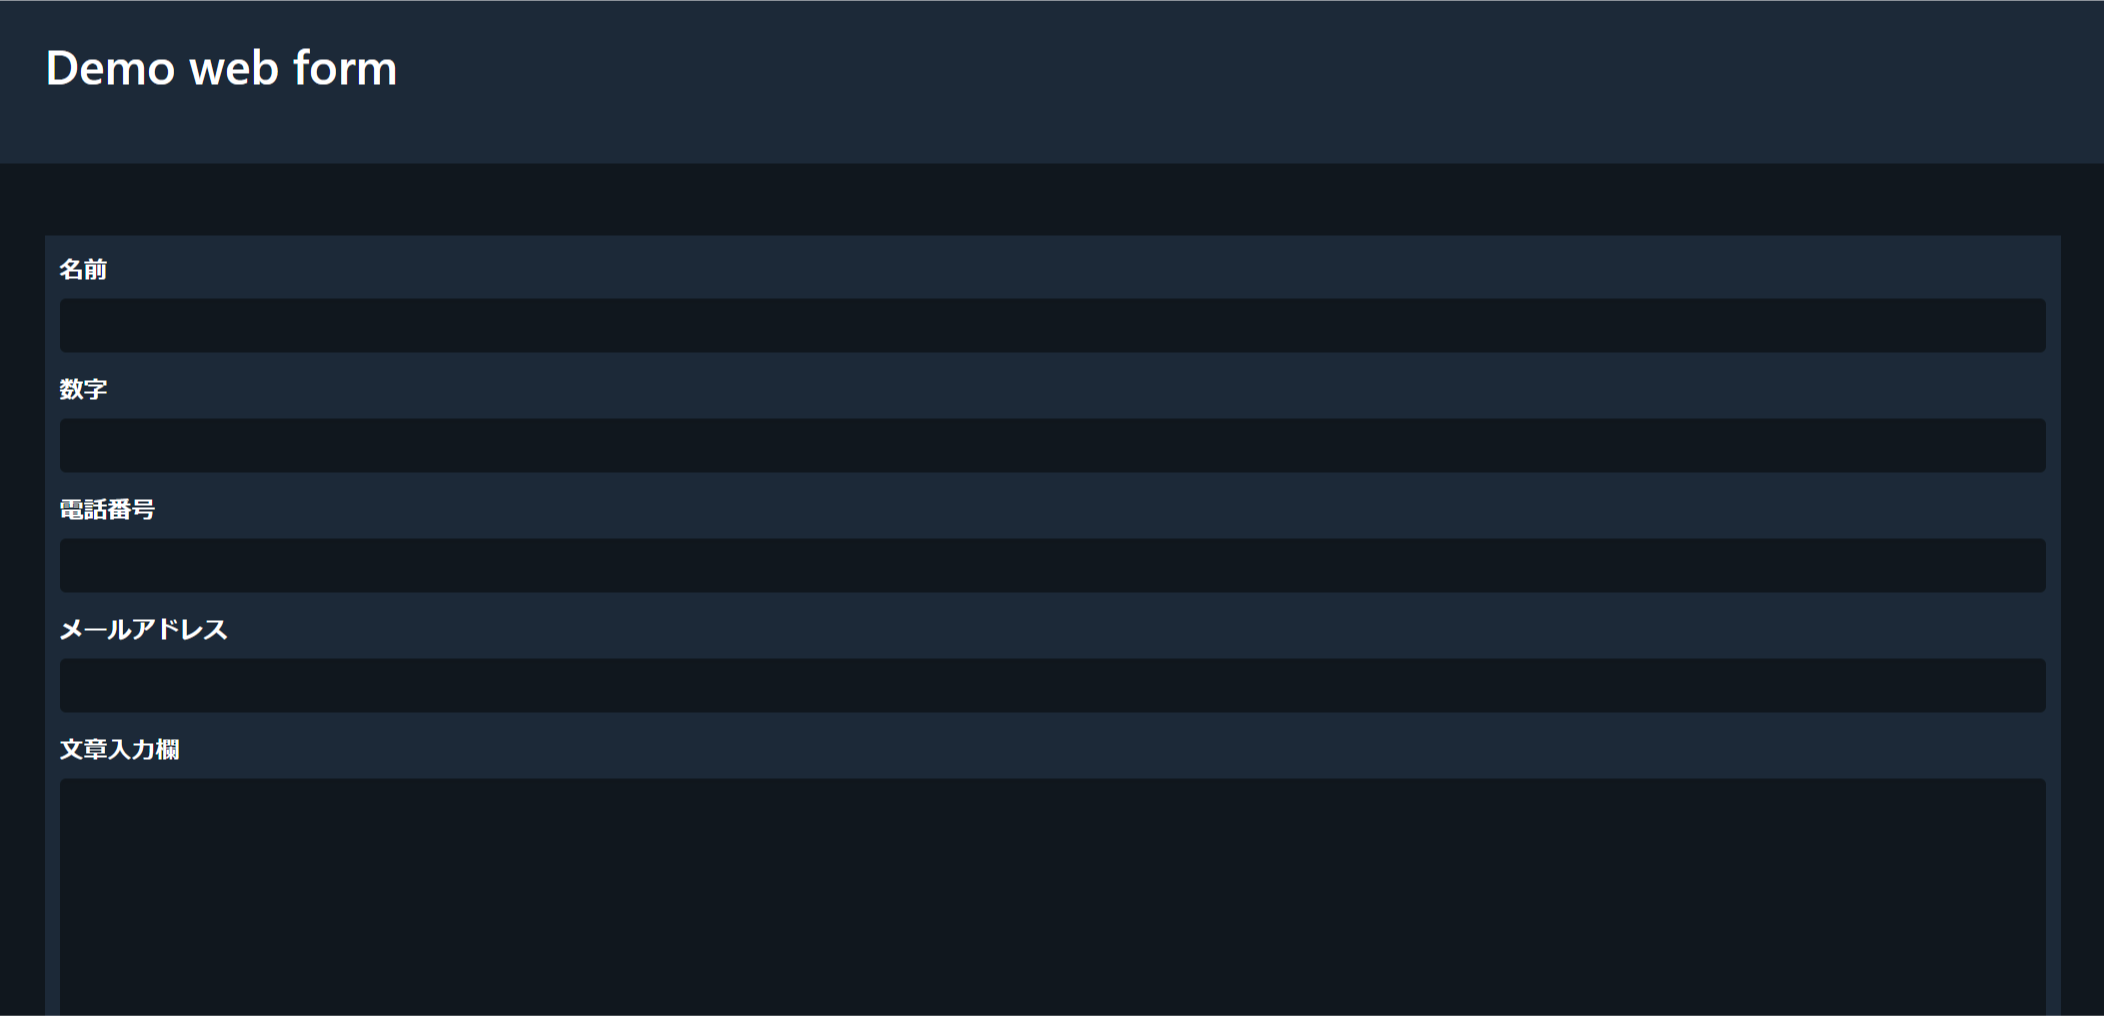 Demo web form
名前
数字
電話番号
メールアドレス
文章入力欄